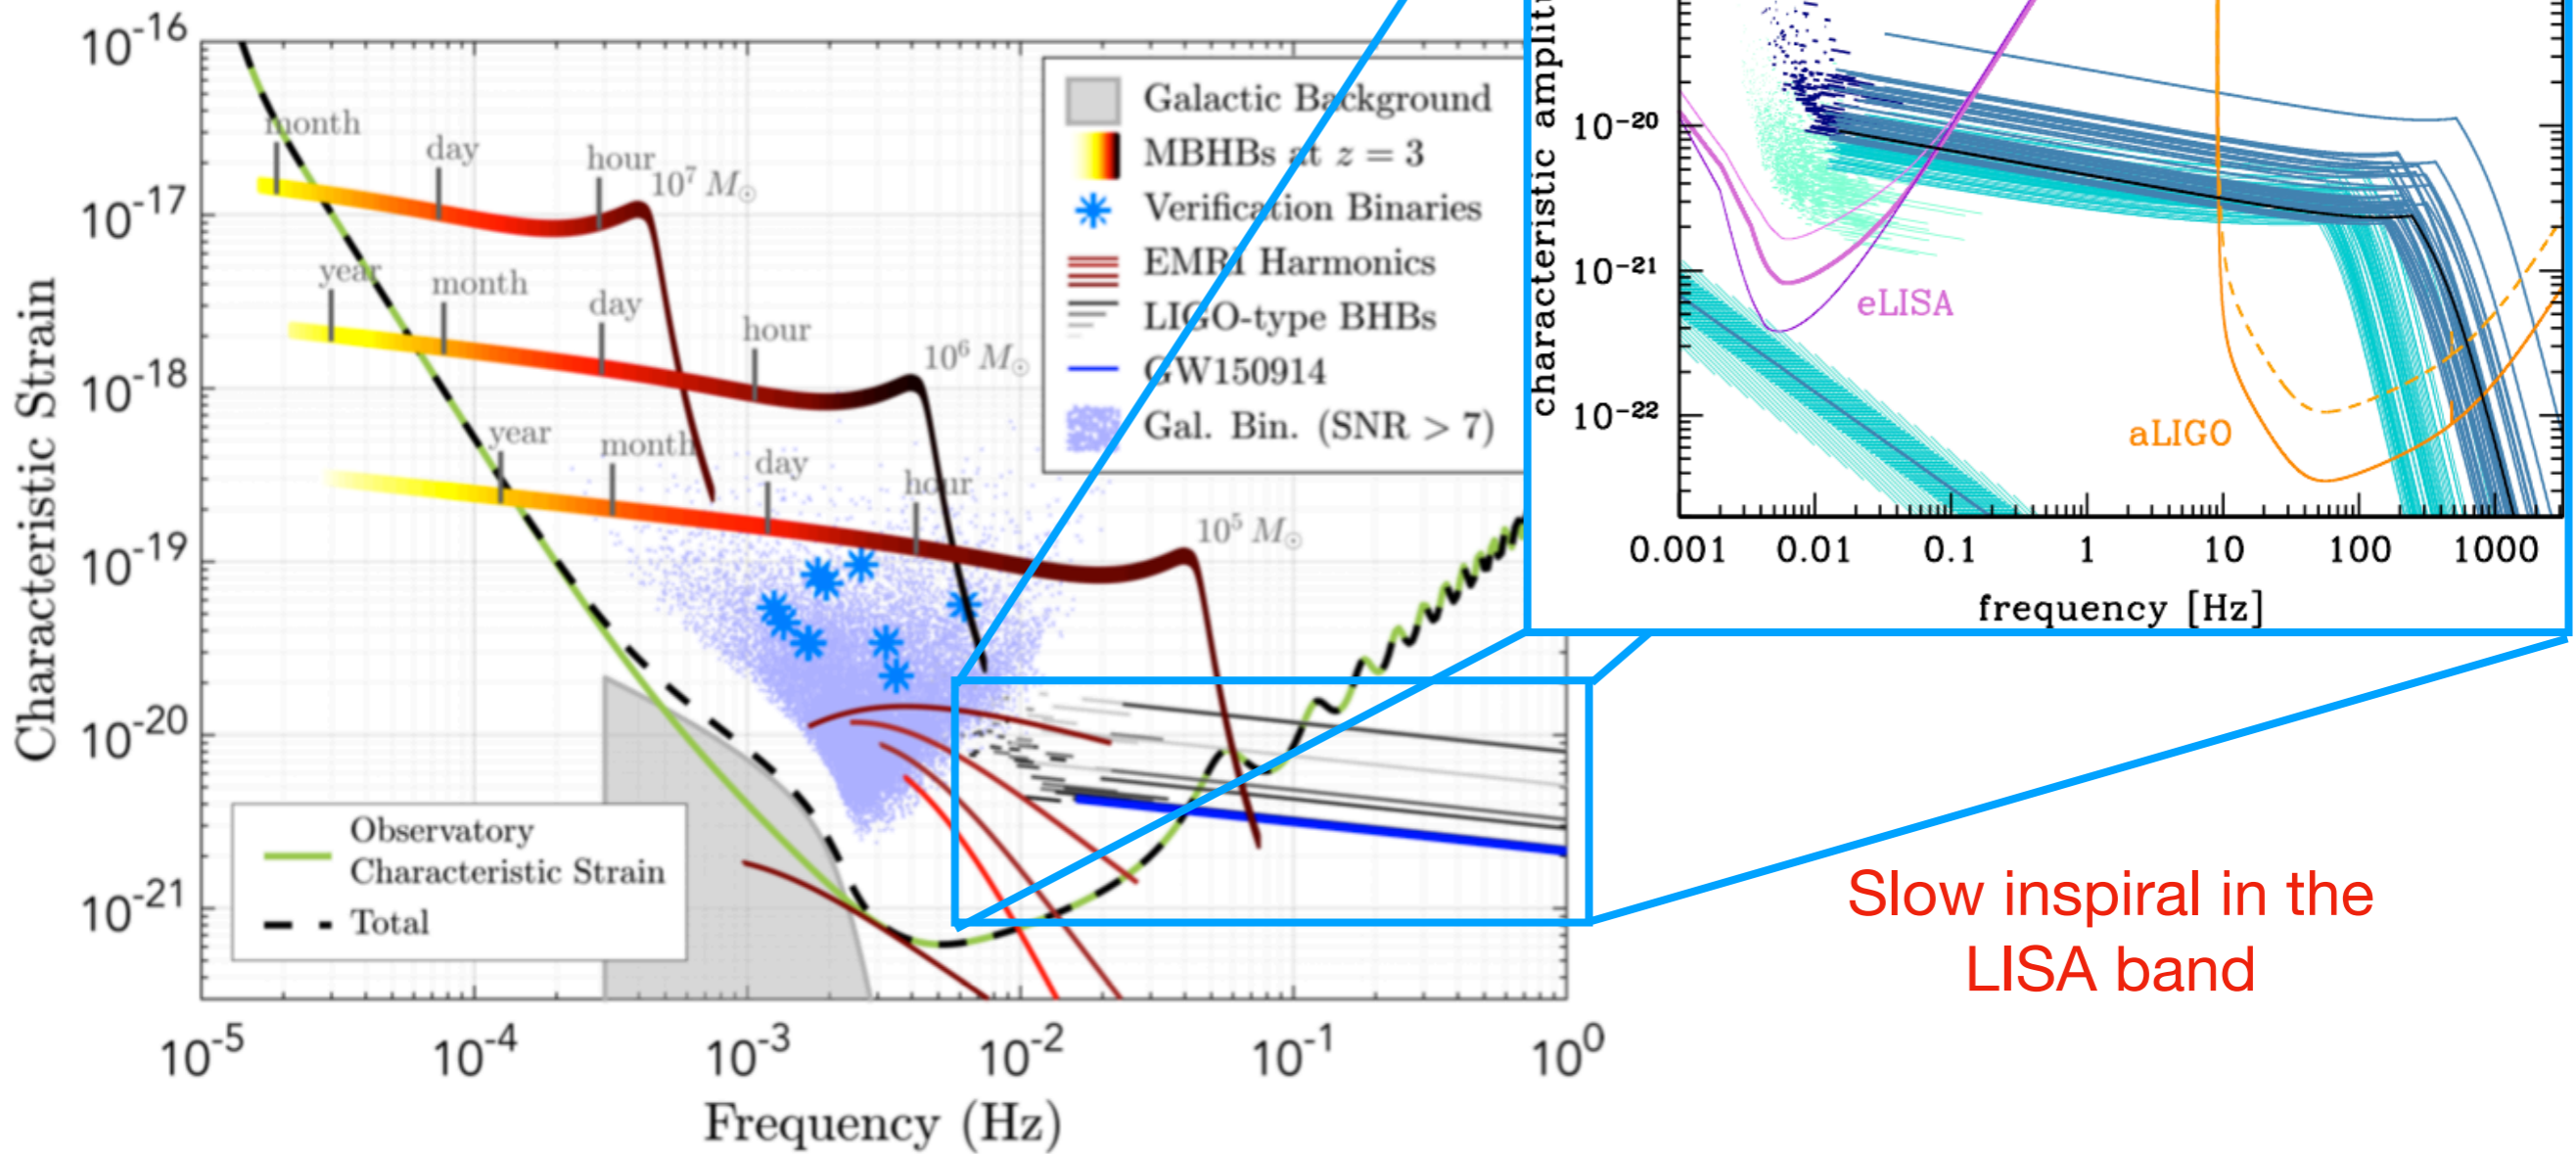 10-16
10-17
10-18
10-19
10-20
10-21
Characteristic Strain
month
day
hour
10^7 M⊙
year
month
day
hour
10^6 M⊙
year
month
day
hour
10^5 M⊙
Galactic Background
MBHBs at z = 3
Verification Binaries
EMRI Harmonics
LIGO-type BHBs
GW150914
Gal. Bin. (SNR > 7)
Observatory
Characteristic Strain
Total
10-5
10-4
10-3
10-2
10-1
10^0
Frequency (Hz)
characteristic
10-20
10-21
10-22
eLISA
aLIGO
0.001
0.01
0.1
1
10
100
1000
frequency [Hz]
Slow inspiral in the
LISA band